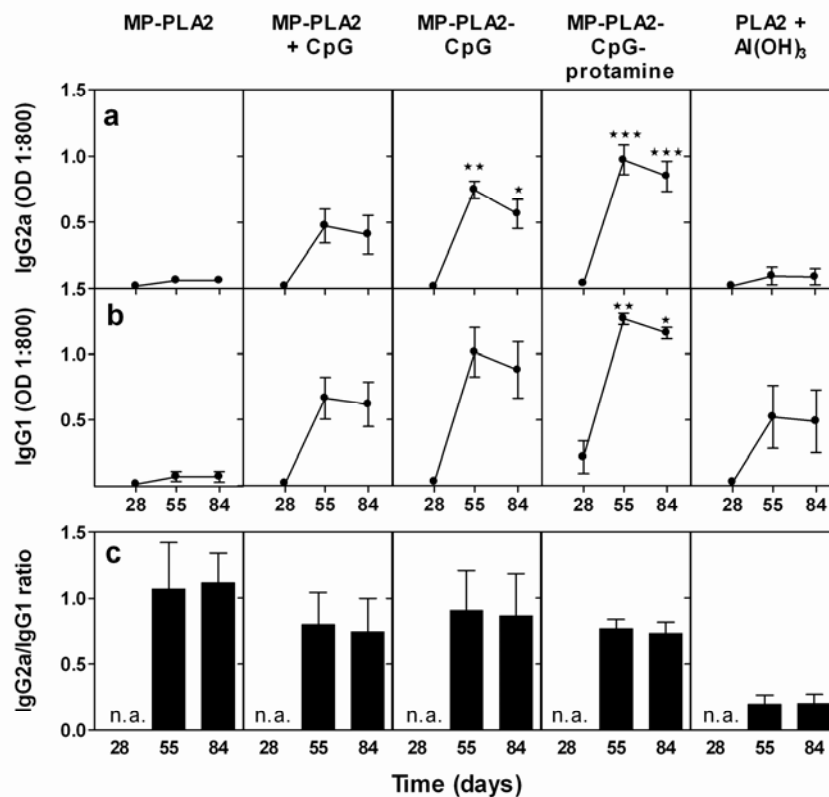 MP-PLA2
MP-PLA2
+ CpG
MP-PLA2-
CpG
MP-PLA2-
CpG-
protamine
PLA2 +
Al(OH)₃
a
IgG2a (OD 1:800)
1.5
1.0
0.5
★★
★
★★★
★★★
b
IgG1 (OD 1:800)
1.5
1.0
0.5
★★
★
28 55 84 28 55 84 28 55 84 28 55 84 28 55 84
c
IgG2a/IgG1 ratio
1.5
1.0
0.5
0.0
n.a. n.a. n.a. n.a. n.a.
28 55 84 28 55 84 28 55 84 28 55 84 28 55 84
Time (days)